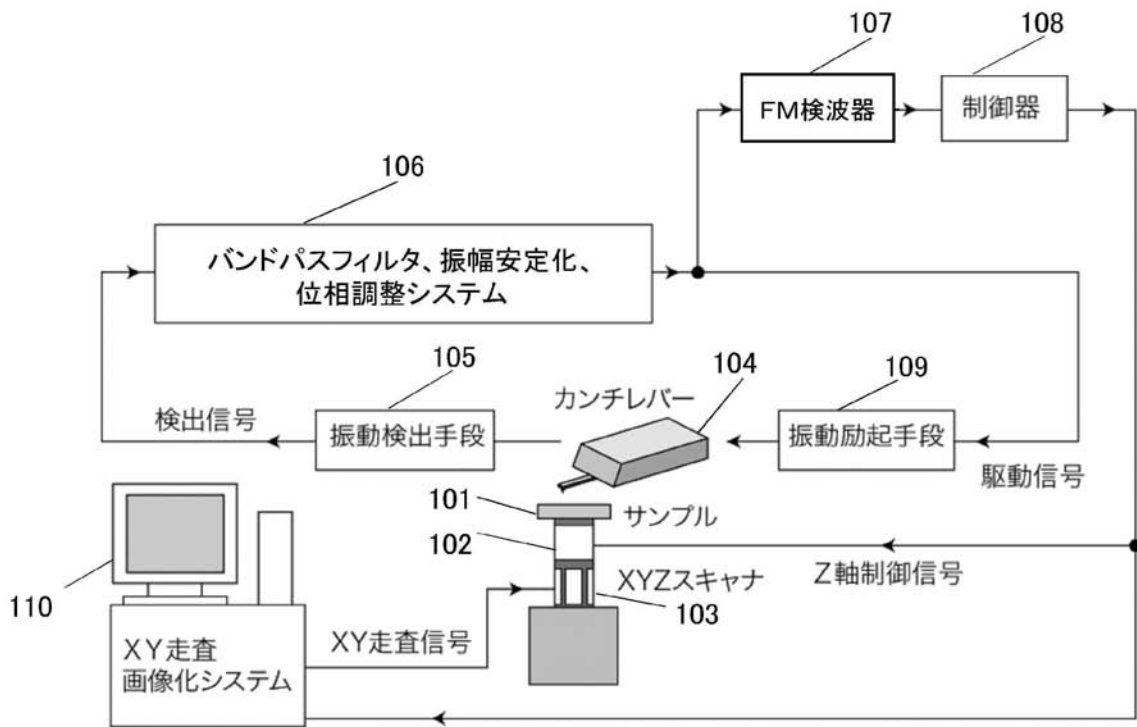 107
108
FM検波器
制御器
106
バンドパスフィルタ、振幅安定化、
位相調整システム
105
104
109
検出信号
振動検出手段
カンチレバー
振動励起手段
駆動信号
101
サンプル
102
Z軸制御信号
XYZスキャナ
103
110
XY走査
画像化システム
XY走査信号